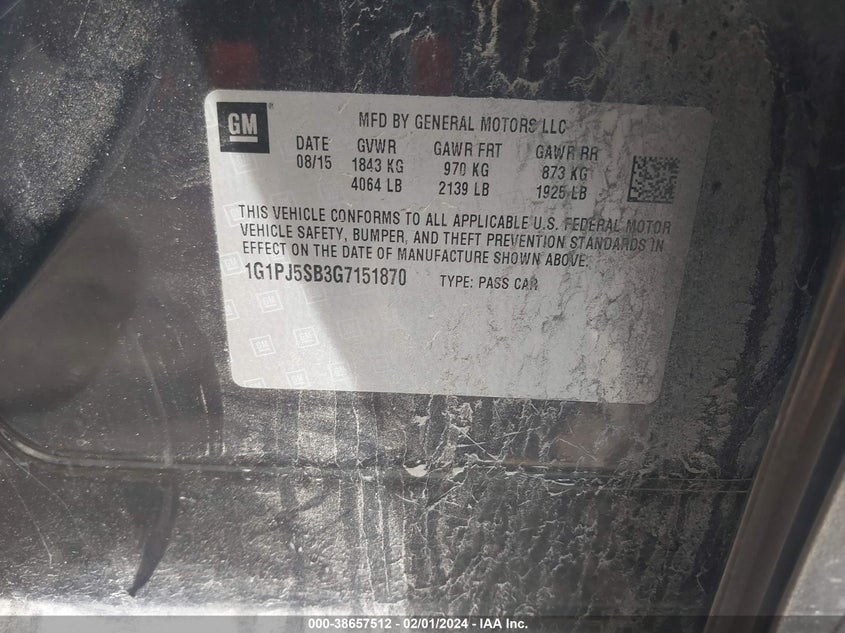 GM
MFD BY GENERAL MOTORS LLC
DATE GVWR GAWR FRT GAWR RR
08/15 1843 KG 970 KG 873 KG
4064 LB 2139 LB 1925 LB
THIS VEHICLE CONFORMS TO ALL APPLICABLE U.S. FEDERAL MOTOR
VEHICLE SAFETY, BUMPER, AND THEFT PREVENTION STANDARDS IN
EFFECT ON THE DATE OF MANUFACTURE SHOWN ABOVE.
1G1PJ5SB3G7151870 TYPE: PASS CAR
000-38657512 - 02/01/2024 - IAA Inc.